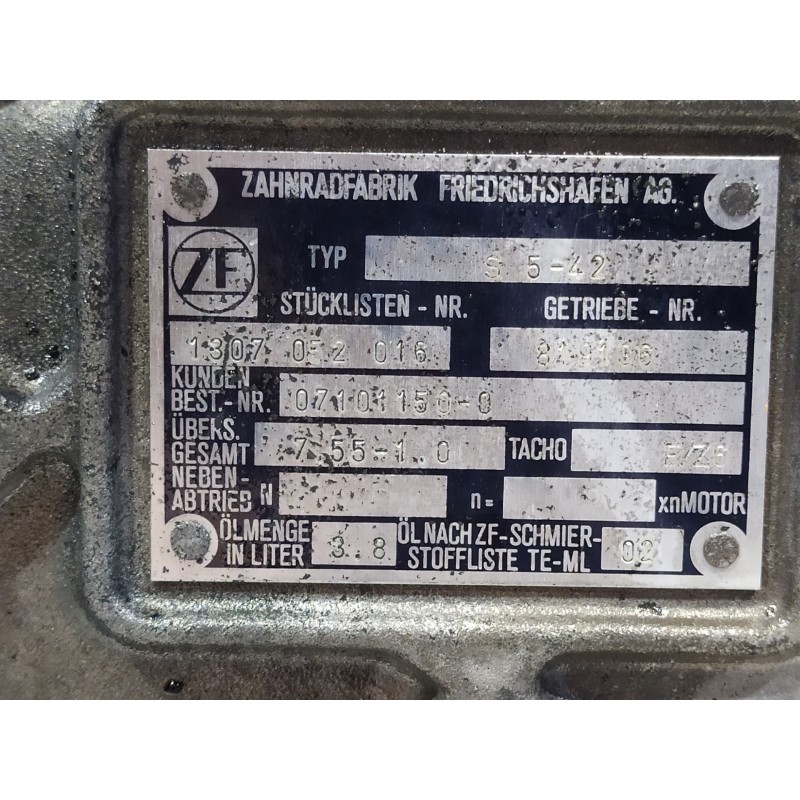 ZAHNRADFABRIK FRIEDRICHSHAFEN AG.
ZF
TYP S 5-42
STÜCKLISTEN - NR. GETRIEBE - NR.
1307 052 016
KUNDEN
BEST.-NR. 07101150-0
ÜBERS.
GESAMT 7.55-1.0 TACHO E/Z6
NEBEN-
ABTRIEB N n= xnMOTOR
ÖLMENGE
IN LITER 3.8 ÖL NACH ZF-SCHMIER-
STOFFLISTE TE-ML 02